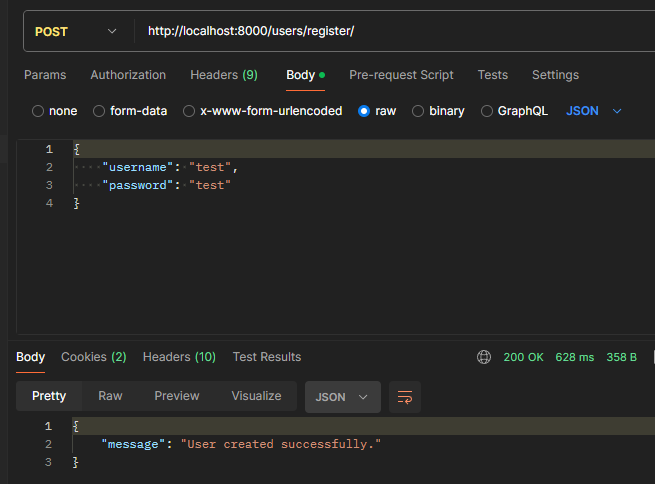 POST http://localhost:8000/users/register/
Params Authorization Headers (9) Body Pre-request Script Tests Settings
none form-data x-www-form-urlencoded raw binary GraphQL JSON
1 {
2 "username": "test",
3 "password": "test"
4 }
Body Cookies (2) Headers (10) Test Results 200 OK 628 ms 358 B
Pretty Raw Preview Visualize JSON
1 {
2 "message": "User created successfully."
3 }